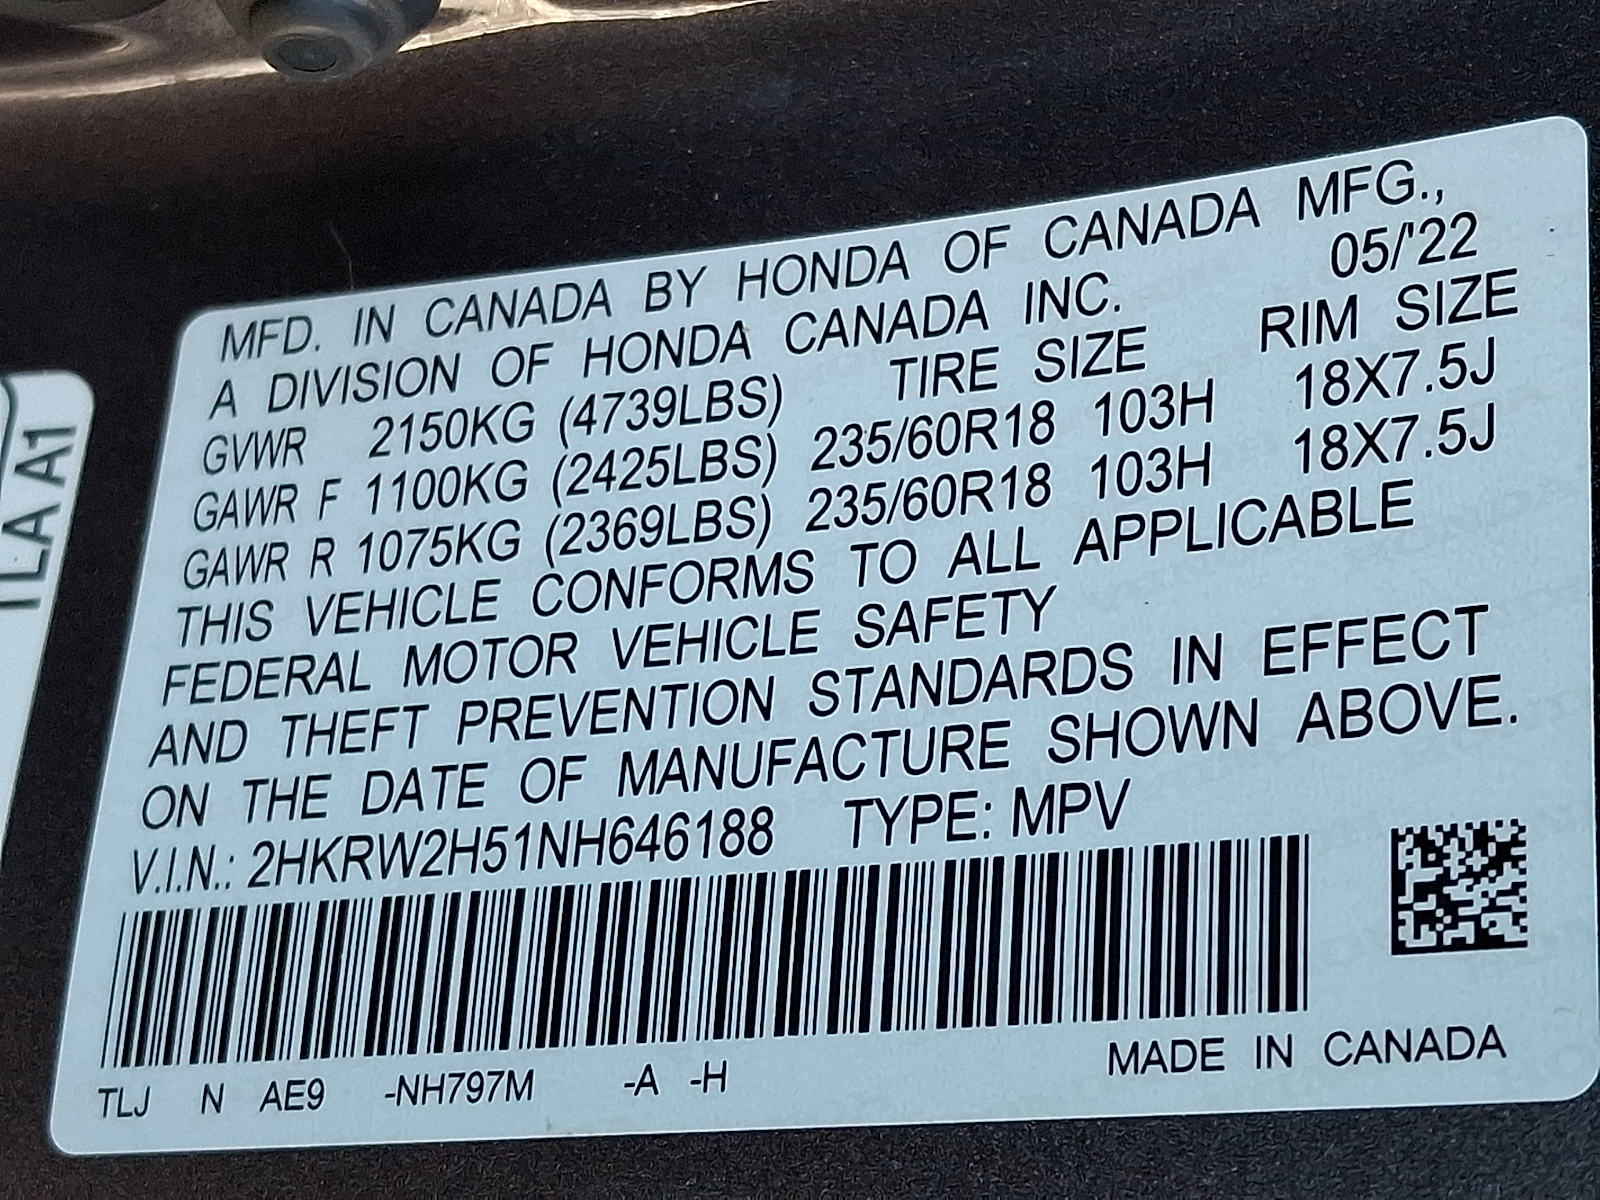 MFD. IN CANADA BY HONDA OF CANADA MFG.,
A DIVISION OF HONDA CANADA INC. 05/'22
GVWR 2150KG (4739LBS) TIRE SIZE RIM SIZE
GAWR F 1100KG (2425LBS) 235/60R18 103H 18X7.5J
GAWR R 1075KG (2369LBS) 235/60R18 103H 18X7.5J
THIS VEHICLE CONFORMS TO ALL APPLICABLE
FEDERAL MOTOR VEHICLE SAFETY
AND THEFT PREVENTION STANDARDS IN EFFECT
ON THE DATE OF MANUFACTURE SHOWN ABOVE.
V.I.N.: 2HKRW2H51NH646188 TYPE: MPV
TLJ N AE9 -NH797M -A -H MADE IN CANADA
TLA A1